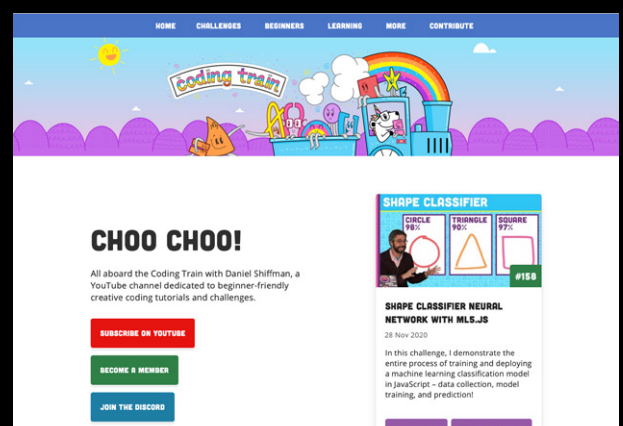 HOME CHALLENGES BEGINNERS LEARNING MORE CONTRIBUTE
coding train
CHOO CHOO!
All aboard the Coding Train with Daniel Shiffman, a
YouTube channel dedicated to beginner-friendly
creative coding tutorials and challenges.
SUBSCRIBE ON YOUTUBE
BECOME A MEMBER
JOIN THE DISCORD
SHAPE CLASSIFIER
CIRCLE TRIANGLE SQUARE
98% 90% 97%
#158
SHAPE CLASSIFIER NEURAL
NETWORK WITH ML5.JS
28 Nov 2020
In this challenge, I demonstrate the
entire process of training and deploying
a machine learning classification model
in JavaScript – data collection, model
training, and prediction!